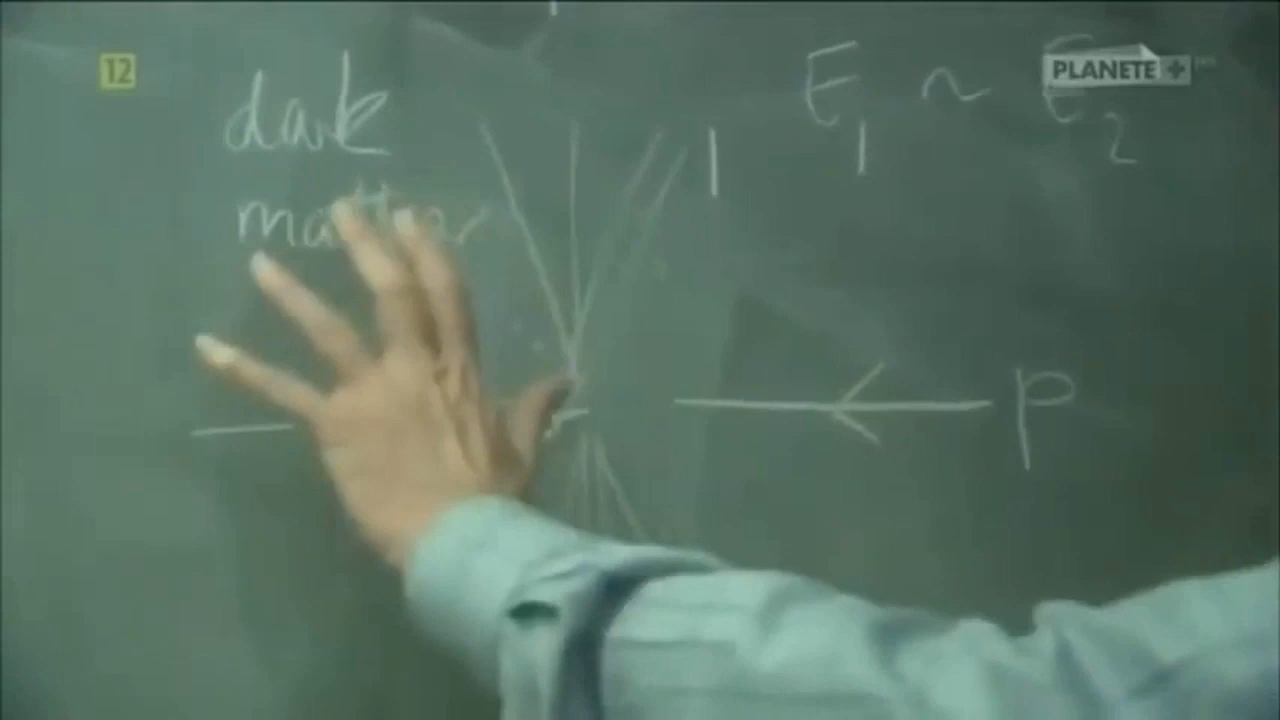 12
PLANETE+
dark
matter
E₁ ~ E₂
p